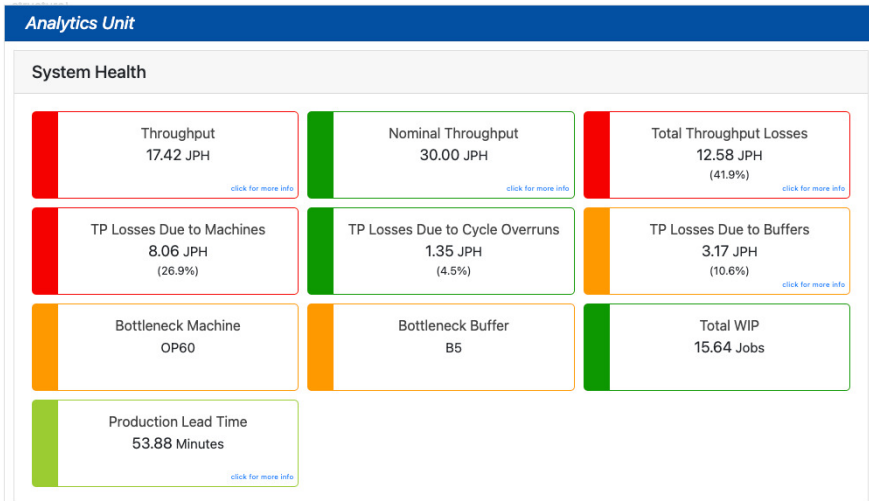 Analytics Unit
System Health
Throughput
17.42 JPH
click for more info
Nominal Throughput
30.00 JPH
click for more info
Total Throughput Losses
12.58 JPH
(41.9%)
click for more info
TP Losses Due to Machines
8.06 JPH
(26.9%)
TP Losses Due to Cycle Overruns
1.35 JPH
(4.5%)
TP Losses Due to Buffers
3.17 JPH
(10.6%)
click for more info
Bottleneck Machine
OP60
Bottleneck Buffer
B5
Total WIP
15.64 Jobs
Production Lead Time
53.88 Minutes
click for more info